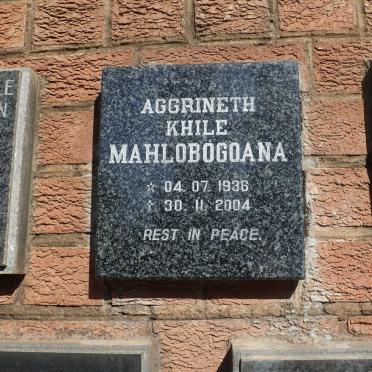 AGGRINETH
KHILE
MAHLOBOGOANA
☆ 04. 07. 1936
† 30. 11. 2004
REST IN PEACE.